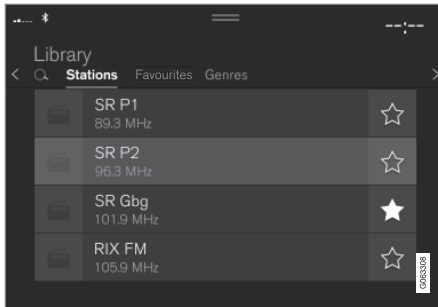 --:--
Library
Stations Favourites Genres
SR P1
89.3 MHz
SR P2
96.3 MHz
SR Gbg
101.9 MHz
RIX FM
105.9 MHz
G063308